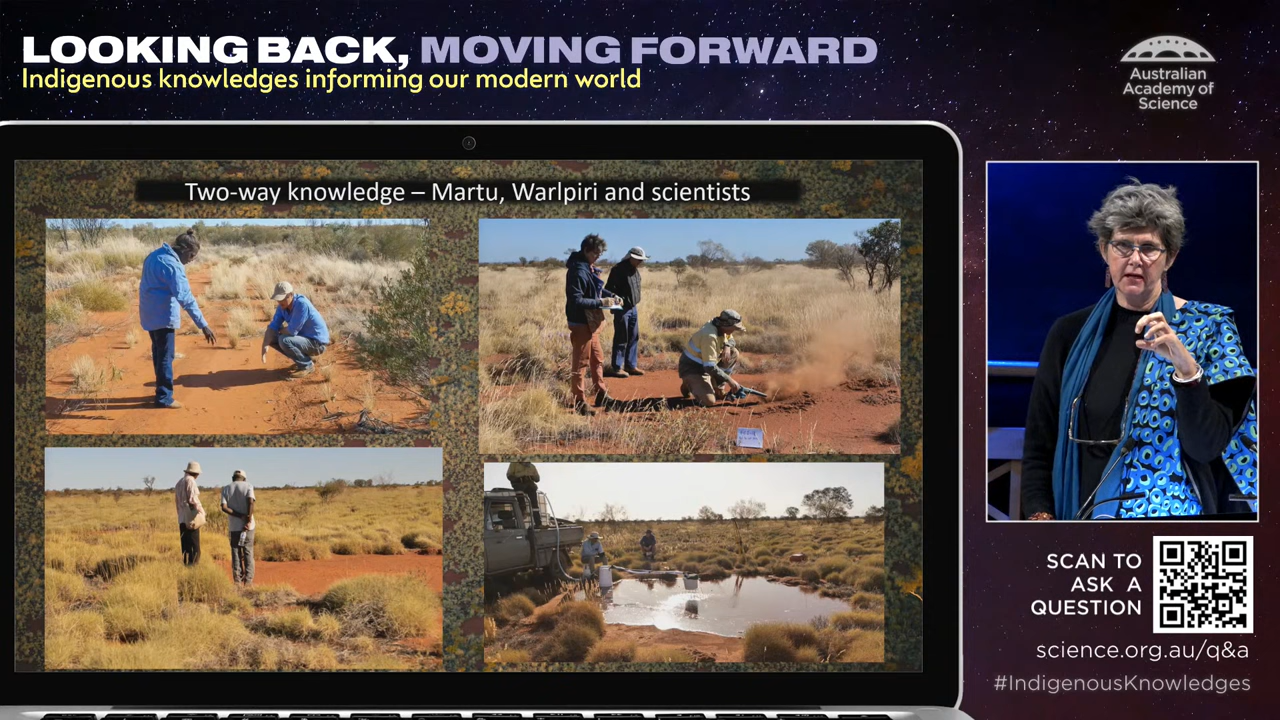 LOOKING BACK, MOVING FORWARD
Indigenous knowledges informing our modern world
Australian
Academy of
Science
Two-way knowledge – Martu, Warlpiri and scientists
SCAN TO
ASK A
QUESTION
science.org.au/q&a
#IndigenousKnowledges